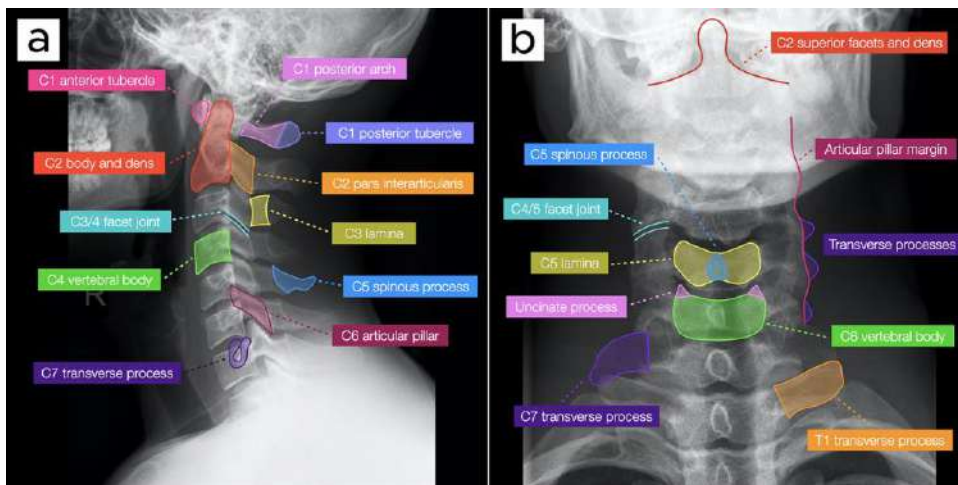 a
C1 anterior tubercle
C1 posterior arch
C1 posterior tubercle
C2 body and dens
C2 pars interarticularis
C3/4 facet joint
C3 lamina
C4 vertebral body
C5 spinous process
R
C6 articular pillar
C7 transverse process
b
C2 superior facets and dens
C5 spinous process
Articular pillar margin
C4/5 facet joint
Transverse processes
C5 lamina
Uncinate process
C6 vertebral body
C7 transverse process
T1 transverse process